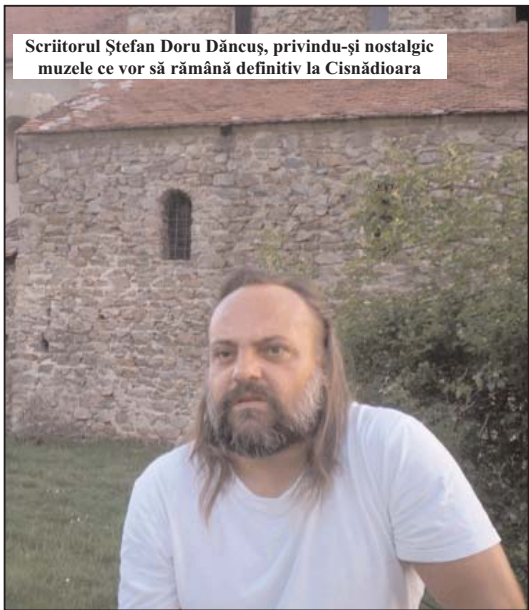 Scriitorul Ştefan Doru Dăncuş, privindu-şi nostalgic
muzele ce vor să rămână definitiv la Cisnădioara